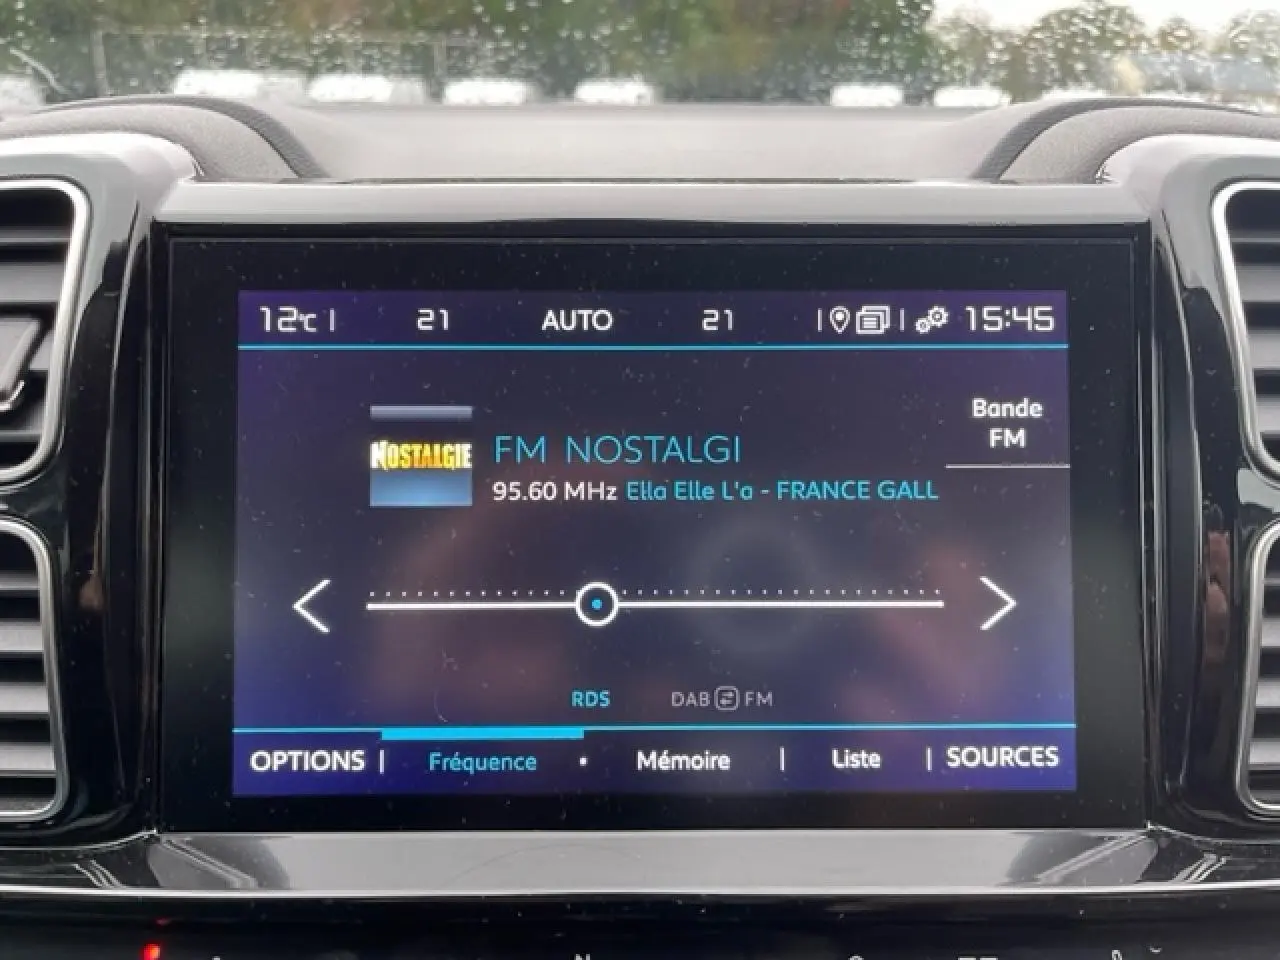 12°C 21 AUTO 21 15:45
Bande
FM
NOSTALGIE
FM NOSTALGI
95.60 MHz Ella Elle L'a - FRANCE GALL
RDS DAB FM
OPTIONS Fréquence Mémoire Liste SOURCES